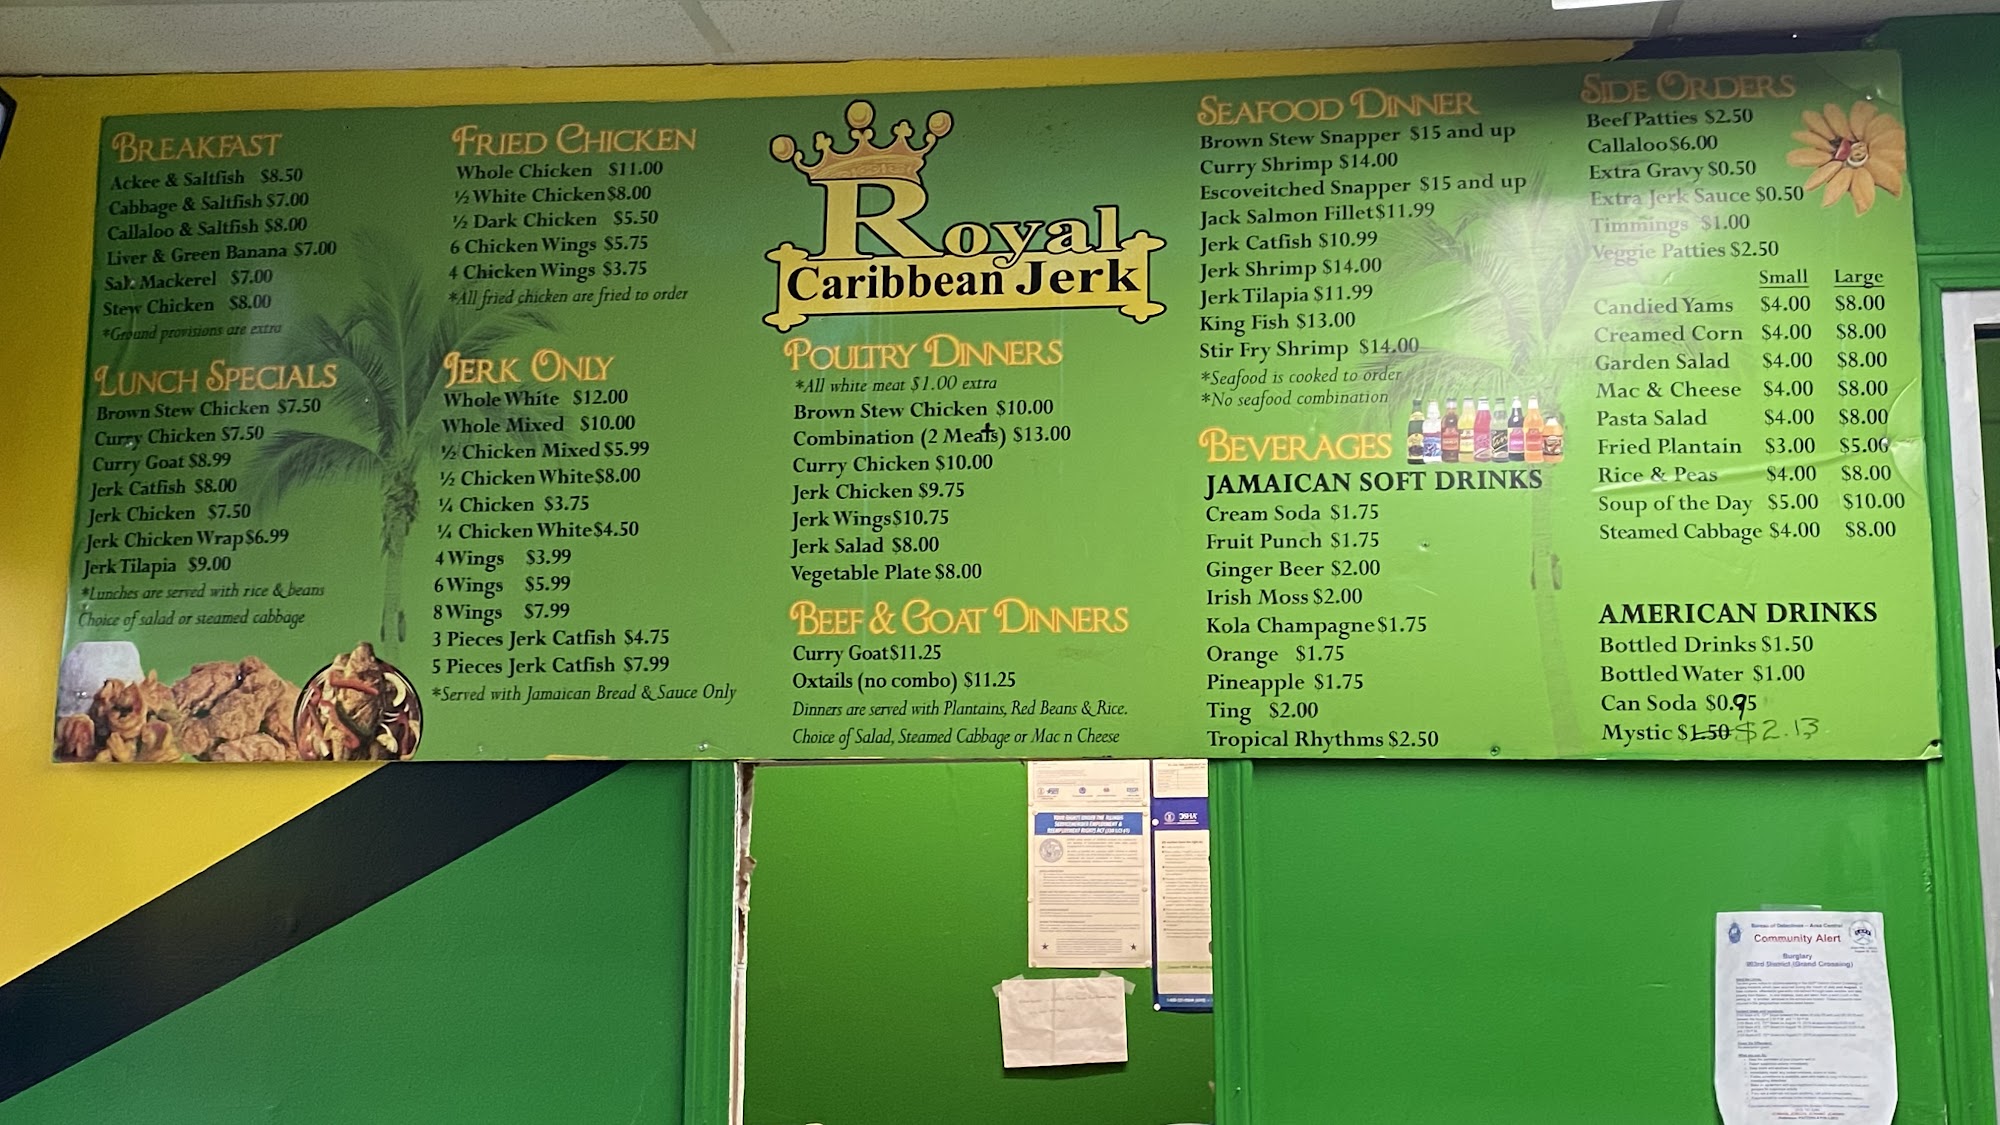 BREAKFAST
Ackee & Saltfish $8.50
Cabbage & Saltfish $7.00
Callaloo & Saltfish $8.00
Liver & Green Banana $7.00
Salt Mackerel $7.00
Stew Chicken $8.00
*Ground provisions are extra
LUNCH SPECIALS
Brown Stew Chicken $7.50
Curry Chicken $7.50
Curry Goat $8.99
Jerk Catfish $8.00
Jerk Chicken $7.50
Jerk Chicken Wrap $6.99
Jerk Tilapia $9.00
*Lunches are served with rice & beans
Choice of salad or steamed cabbage
FRIED CHICKEN
Whole Chicken $11.00
½ White Chicken $8.00
½ Dark Chicken $5.50
6 Chicken Wings $5.75
4 Chicken Wings $3.75
*All fried chicken are fried to order
JERK ONLY
Whole White $12.00
Whole Mixed $10.00
½ Chicken Mixed $5.99
½ Chicken White $8.00
¼ Chicken $3.75
¼ Chicken White $4.50
4 Wings $3.99
6 Wings $5.99
8 Wings $7.99
3 Pieces Jerk Catfish $4.75
5 Pieces Jerk Catfish $7.99
*Served with Jamaican Bread & Sauce Only
Royal
Caribbean Jerk
POULTRY DINNERS
*All white meat $1.00 extra
Brown Stew Chicken $10.00
Combination (2 Meats) $13.00
Curry Chicken $10.00
Jerk Chicken $9.75
Jerk Wings $10.75
Jerk Salad $8.00
Vegetable Plate $8.00
BEEF & GOAT DINNERS
Curry Goat $11.25
Oxtails (no combo) $11.25
Dinners are served with Plantains, Red Beans & Rice.
Choice of Salad, Steamed Cabbage or Mac n Cheese
SEAFOOD DINNER
Brown Stew Snapper $15 and up
Curry Shrimp $14.00
Escoveitched Snapper $15 and up
Jack Salmon Fillet $11.99
Jerk Catfish $10.99
Jerk Shrimp $14.00
Jerk Tilapia $11.99
King Fish $13.00
Stir Fry Shrimp $14.00
*Seafood is cooked to order
*No seafood combination
BEVERAGES
JAMAICAN SOFT DRINKS
Cream Soda $1.75
Fruit Punch $1.75
Ginger Beer $2.00
Irish Moss $2.00
Kola Champagne $1.75
Orange $1.75
Pineapple $1.75
Ting $2.00
Tropical Rhythms $2.50
SIDE ORDERS
Beef Patties $2.50
Callaloo $6.00
Extra Gravy $0.50
Extra Jerk Sauce $0.50
Timmings $1.00
Veggie Patties $2.50
Small Large
Candied Yams $4.00 $8.00
Creamed Corn $4.00 $8.00
Garden Salad $4.00 $8.00
Mac & Cheese $4.00 $8.00
Pasta Salad $4.00 $8.00
Fried Plantain $3.00 $5.00
Rice & Peas $4.00 $8.00
Soup of the Day $5.00 $10.00
Steamed Cabbage $4.00 $8.00
AMERICAN DRINKS
Bottled Drinks $1.50
Bottled Water $1.00
Can Soda $0.95
Mystic $1.50 $2.13
YOUR RIGHTS UNDER THE ILLINOIS
SERVICEMEMBER EMPLOYMENT &
REEMPLOYMENT RIGHTS ACT
OSHA
Bureau of Detectives - Area Central
Community Alert
Burglary
003rd District (Grand Crossing)